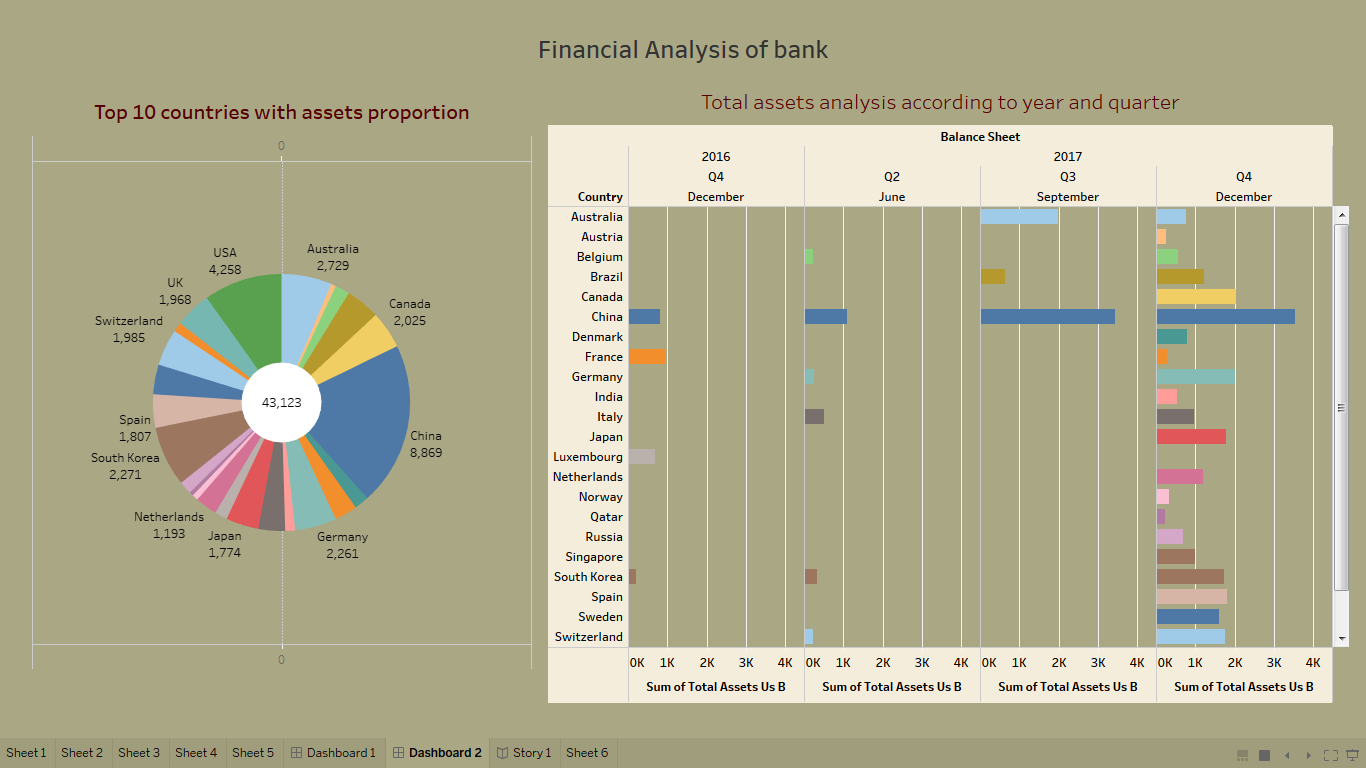 Financial Analysis of bank
Top 10 countries with assets proportion
0
USA
4,258
Australia
2,729
UK
1,968
Canada
2,025
Switzerland
1,985
43,123
Spain
1,807
China
8,869
South Korea
2,271
Netherlands
1,193
Japan
1,774
Germany
2,261
0
Total assets analysis according to year and quarter
Balance Sheet
2016 2017
Q4 Q2 Q3 Q4
Country December June September December
Australia
Austria
Belgium
Brazil
Canada
China
Denmark
France
Germany
India
Italy
Japan
Luxembourg
Netherlands
Norway
Qatar
Russia
Singapore
South Korea
Spain
Sweden
Switzerland
0K 1K 2K 3K 4K 0K 1K 2K 3K 4K 0K 1K 2K 3K 4K 0K 1K 2K 3K 4K
Sum of Total Assets Us B Sum of Total Assets Us B Sum of Total Assets Us B Sum of Total Assets Us B
Sheet 1 Sheet 2 Sheet 3 Sheet 4 Sheet 5 Dashboard 1 Dashboard 2 Story 1 Sheet 6